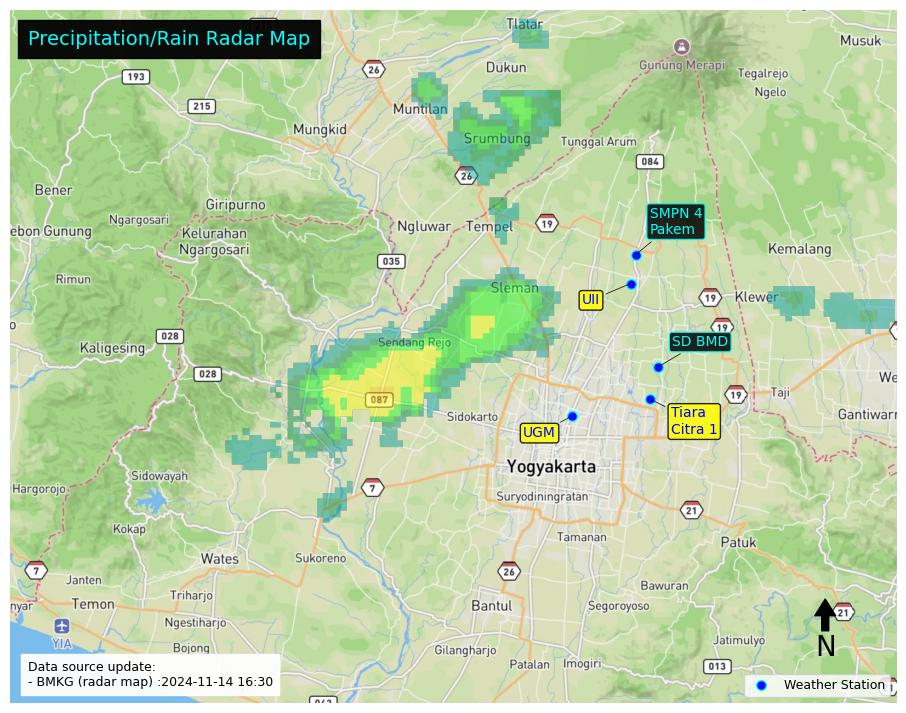 Precipitation/Rain Radar Map
Tlatar
Musuk
26
Gunung Merapi
Dukun
193
Tegalrejo
Ngelo
215
Muntilan
Mungkid
Srumbung
Tunggal Arum
084
26
Bener
Giripurno
SMPN 4
Pakem
Ngargosari
Ngluwar
Tempel
19
ebon Gunung
Kelurahan
Ngargosari
Kemalang
035
Rimun
Sleman
UII
19
Klewer
19
028
Sendang Rejo
SD BMD
Kaligesing
028
We
087
19
Taji
Sidokarto
UGM
Tiara
Citra 1
Gantiwarn
Yogyakarta
Sidowayah
Hargorojo
7
Suryodiningratan
21
Kokap
Tamanan
Patuk
Wates
Sukoreno
7
26
Janten
Bawuran
Triharjo
nyar
Temon
Bantul
Segoroyoso
21
Ngestiharjo
YIA
Jatimulyo
N
Bojong
Gilangharjo
Patalan
Imogiri
013
Data source update:
- BMKG (radar map) :2024-11-14 16:30
Weather Station